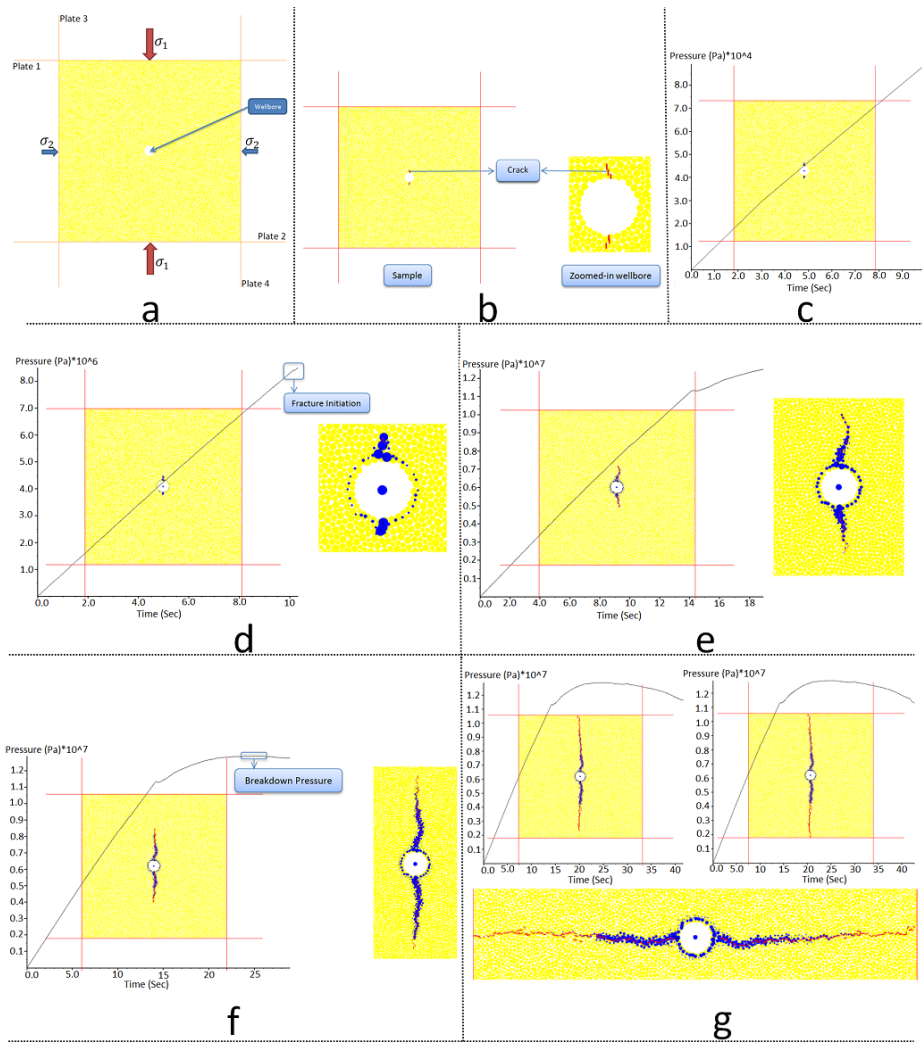 Plate 3
σ1
Plate 1
Wellbore
σ2
σ2
Plate 2
σ1
Plate 4
a
Crack
Sample
Zoomed-in wellbore
b
Pressure (Pa)*10^4
8.0
7.0
6.0
5.0
4.0
3.0
2.0
1.0
0.0 1.0 2.0 3.0 4.0 5.0 6.0 7.0 8.0 9.0
Time (Sec)
c
Pressure (Pa)*10^6
8.0
7.0
6.0
5.0
4.0
3.0
2.0
1.0
0.0 2.0 4.0 6.0 8.0 10
Time (Sec)
Fracture Initiation
d
Pressure (Pa)*10^7
1.2
1.1
1.0
0.9
0.8
0.7
0.6
0.5
0.4
0.3
0.2
0.1
0.0 2.0 4.0 6.0 8.0 10 12 14 16 18
Time (Sec)
e
Pressure (Pa)*10^7
1.2
1.1
1.0
0.9
0.8
0.7
0.6
0.5
0.4
0.3
0.2
0.1
0.0 5.0 10 15 20 25
Time (Sec)
Breakdown Pressure
f
Pressure (Pa)*10^7
1.2
1.1
1.0
0.9
0.8
0.7
0.6
0.5
0.4
0.3
0.2
0.1
0.0 5.0 10 15 20 25 30 35 40
Time (Sec)
Pressure (Pa)*10^7
1.2
1.1
1.0
0.9
0.8
0.7
0.6
0.5
0.4
0.3
0.2
0.1
0.0 5.0 10 15 20 25 30 35 40
Time (Sec)
g